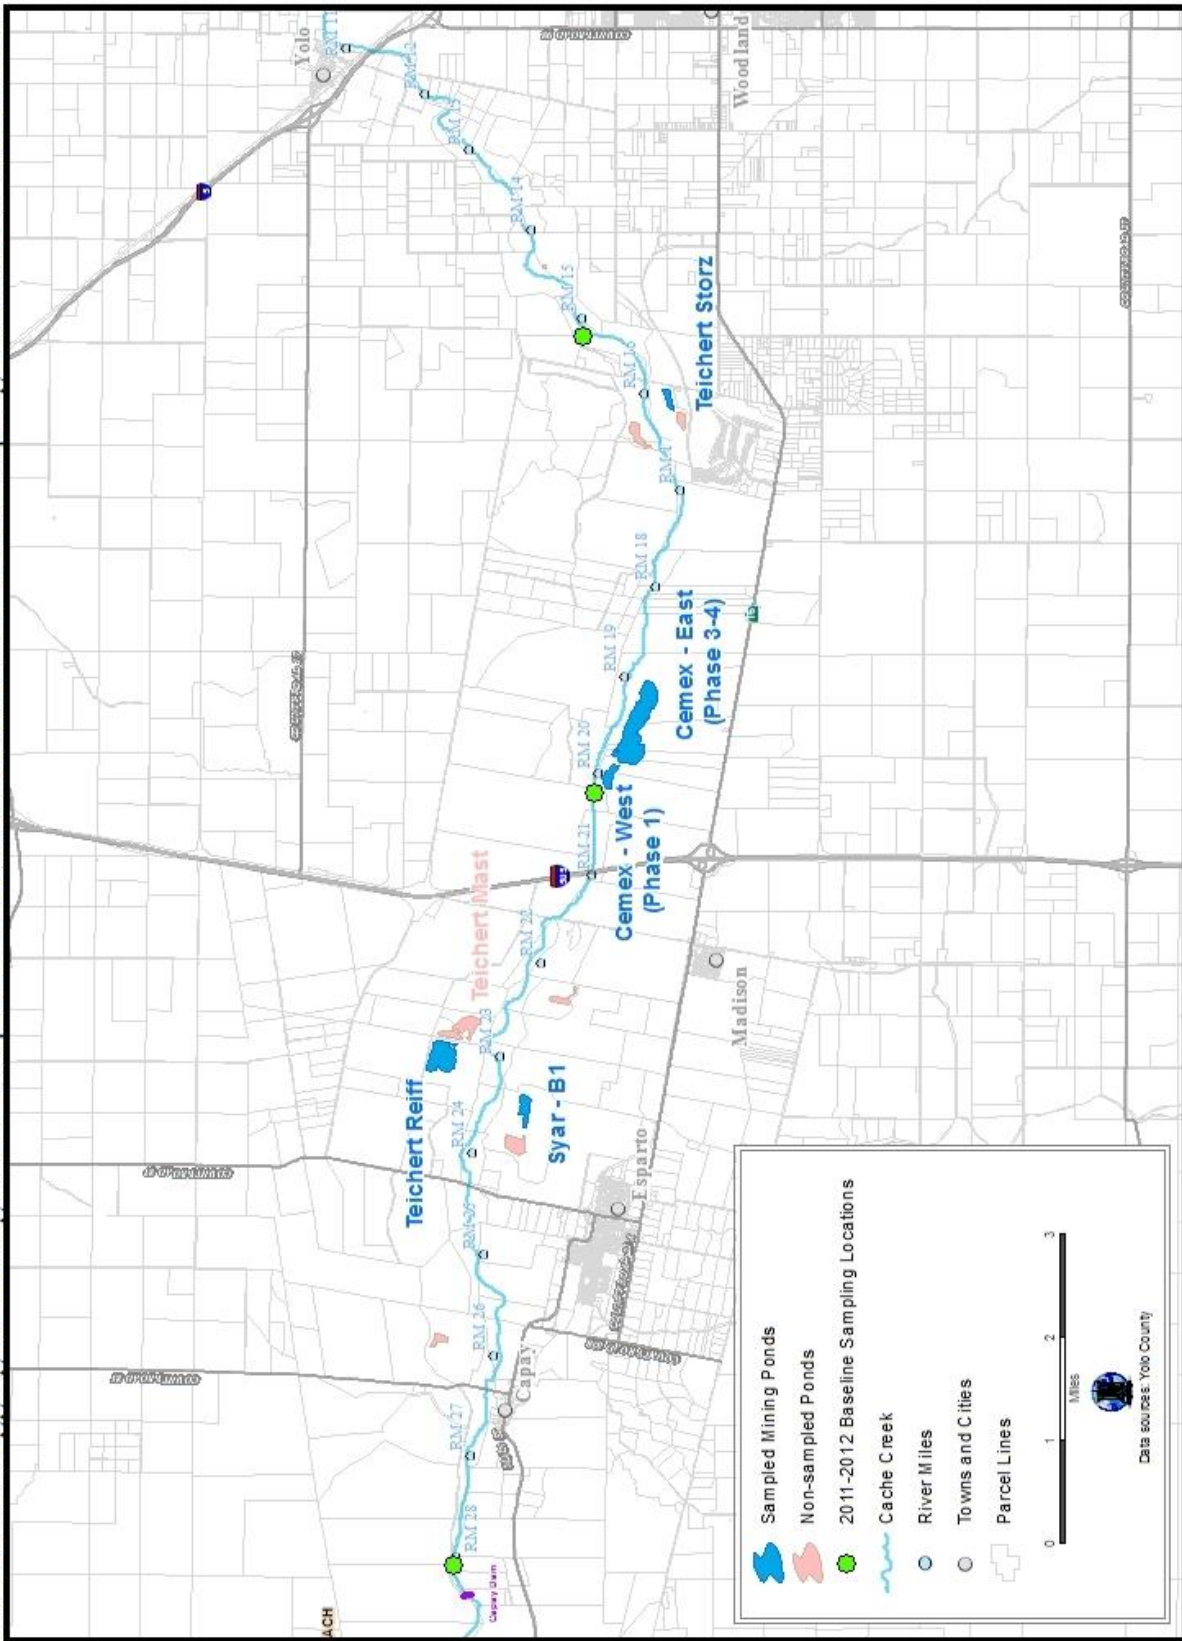 Yolo
Woodland
RM 13
RM 14
RM 15
RM 16
RM 18
RM 19
RM 20
RM 21
RM 22
RM 23
RM 24
RM 25
RM 26
RM 27
RM 28
5
505
Teichert Storz
Cemex - East
(Phase 3-4)
Cemex - West
(Phase 1)
Teichert Mast
Teichert Reiff
Syar - B1
Madison
Esparto
Capay
Capay Dam
ACH
Sampled Mining Ponds
Non-sampled Ponds
2011-2012 Baseline Sampling Locations
Cache Creek
River Miles
Towns and Cities
Parcel Lines
Miles
0 1 2 3
Data sources: Yolo County